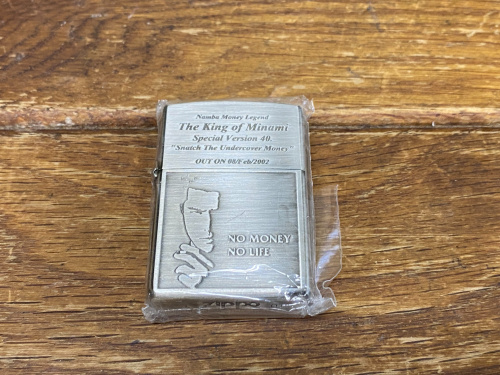 Namba Money Legend
The King of Minami
Special Version 40.
"Snatch The Undercover Money"
OUT ON 08/Feb/2002
NO MONEY
NO LIFE
Zippo